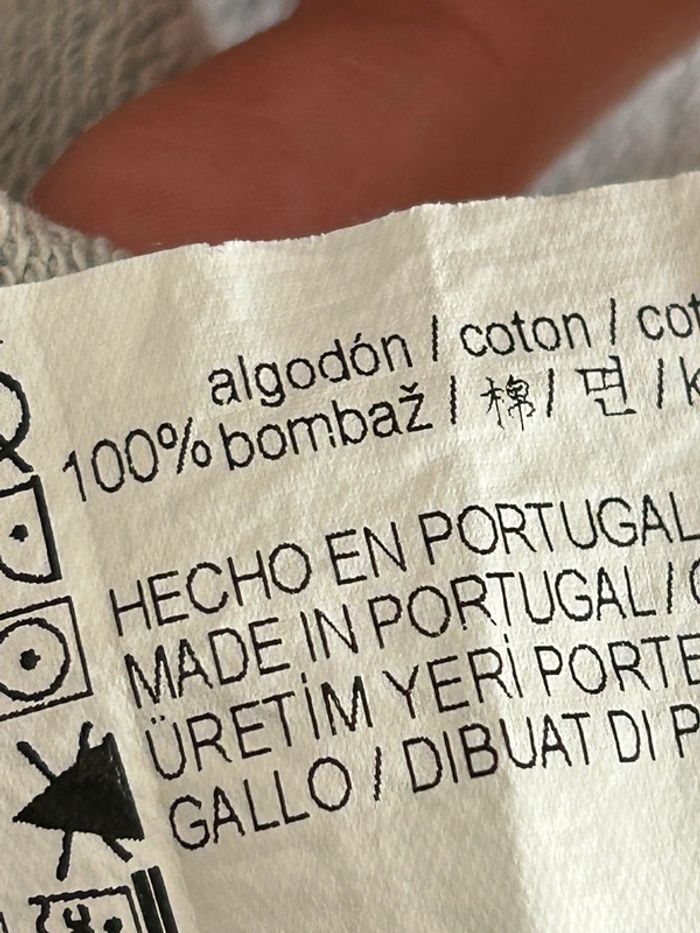 algodón / coton / cot
100% bombaž / 棉 / 면 / K
HECHO EN PORTUGAL
MADE IN PORTUGAL /
ÜRETİM YERİ PORTE
GALLO / DIBUAT DI P